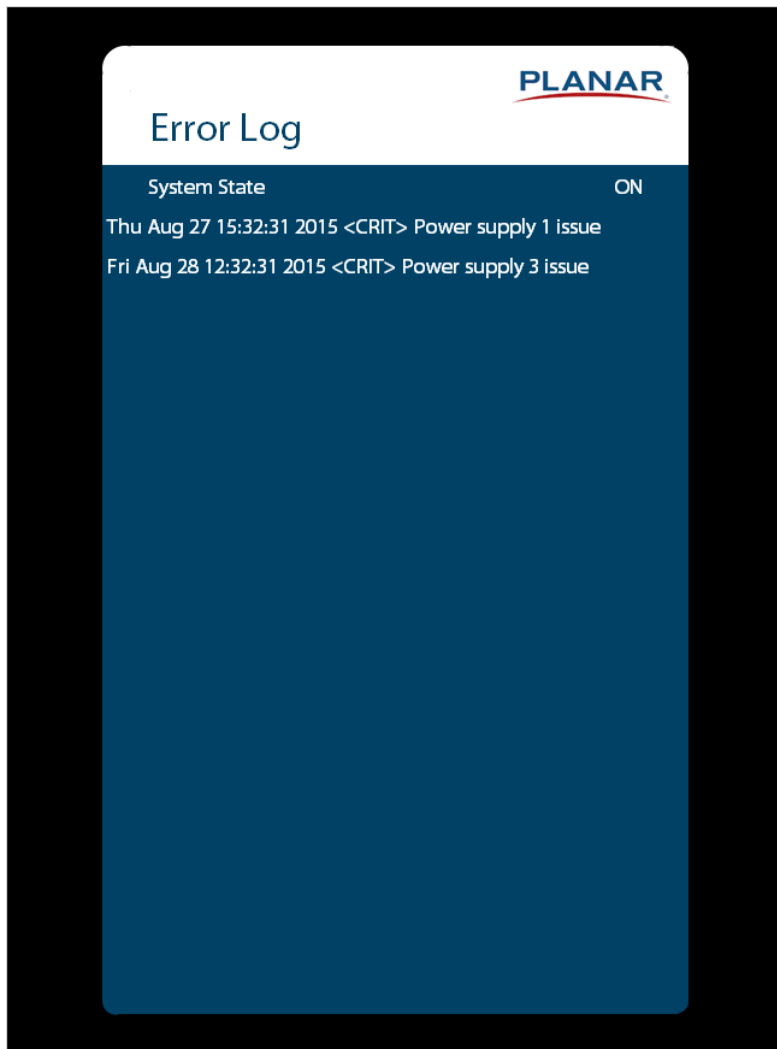 PLANAR
Error Log
System State ON
Thu Aug 27 15:32:31 2015 <CRIT> Power supply 1 issue
Fri Aug 28 12:32:31 2015 <CRIT> Power supply 3 issue